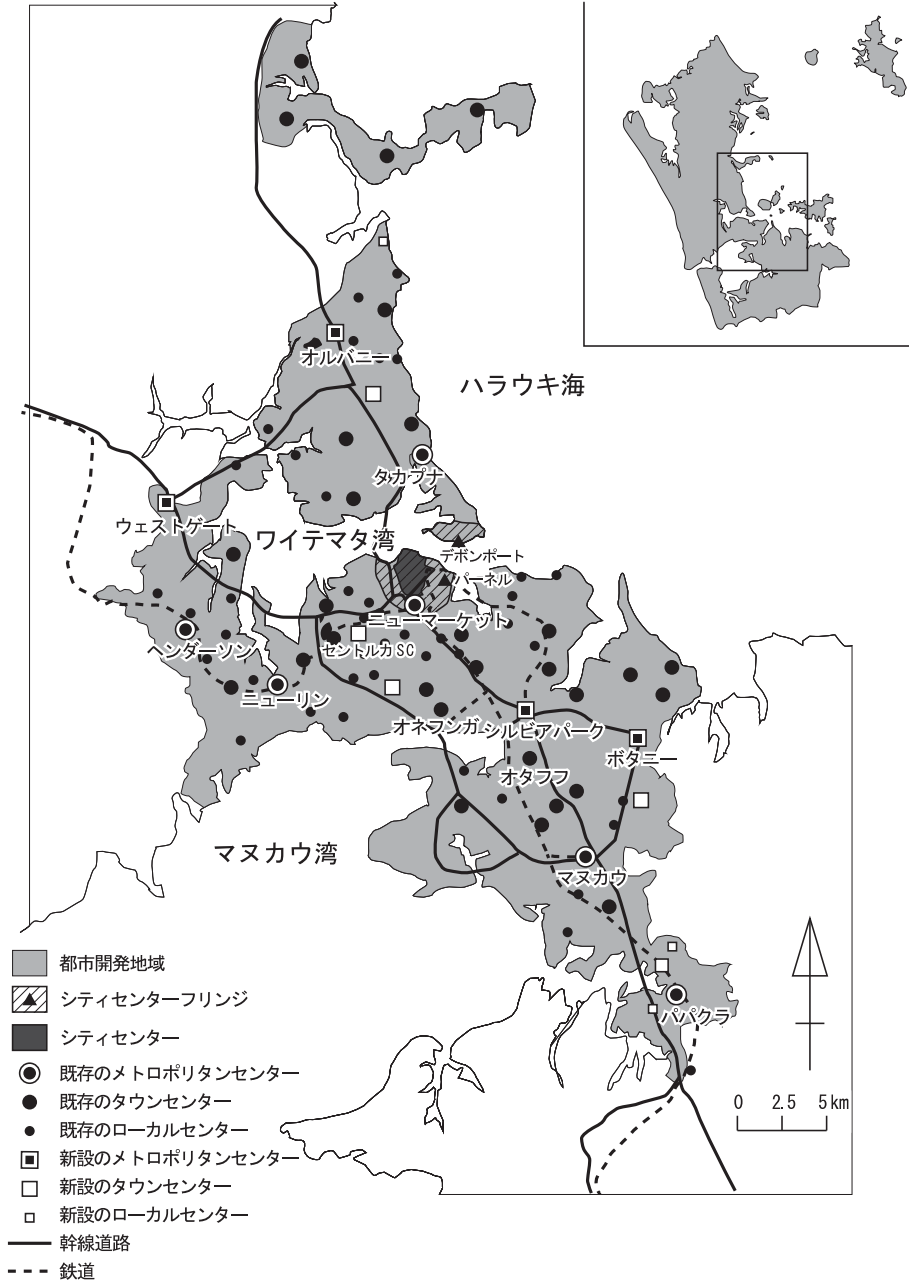 オルバニー
ハラウキ海
タカプナ
ウェストゲート
ワイテマタ湾
デボンポート
パーネル
ニューマーケット
ヘンダーソン
セントルカSC
ニューリン
オネフンガ
シルビアパーク
ボタニー
オタフフ
マヌカウ湾
マヌカウ
パパクラ
都市開発地域
シティセンターフリンジ
シティセンター
既存のメトロポリタンセンター
既存のタウンセンター
既存のローカルセンター
新設のメトロポリタンセンター
新設のタウンセンター
新設のローカルセンター
幹線道路
鉄道
0 2.5 5km